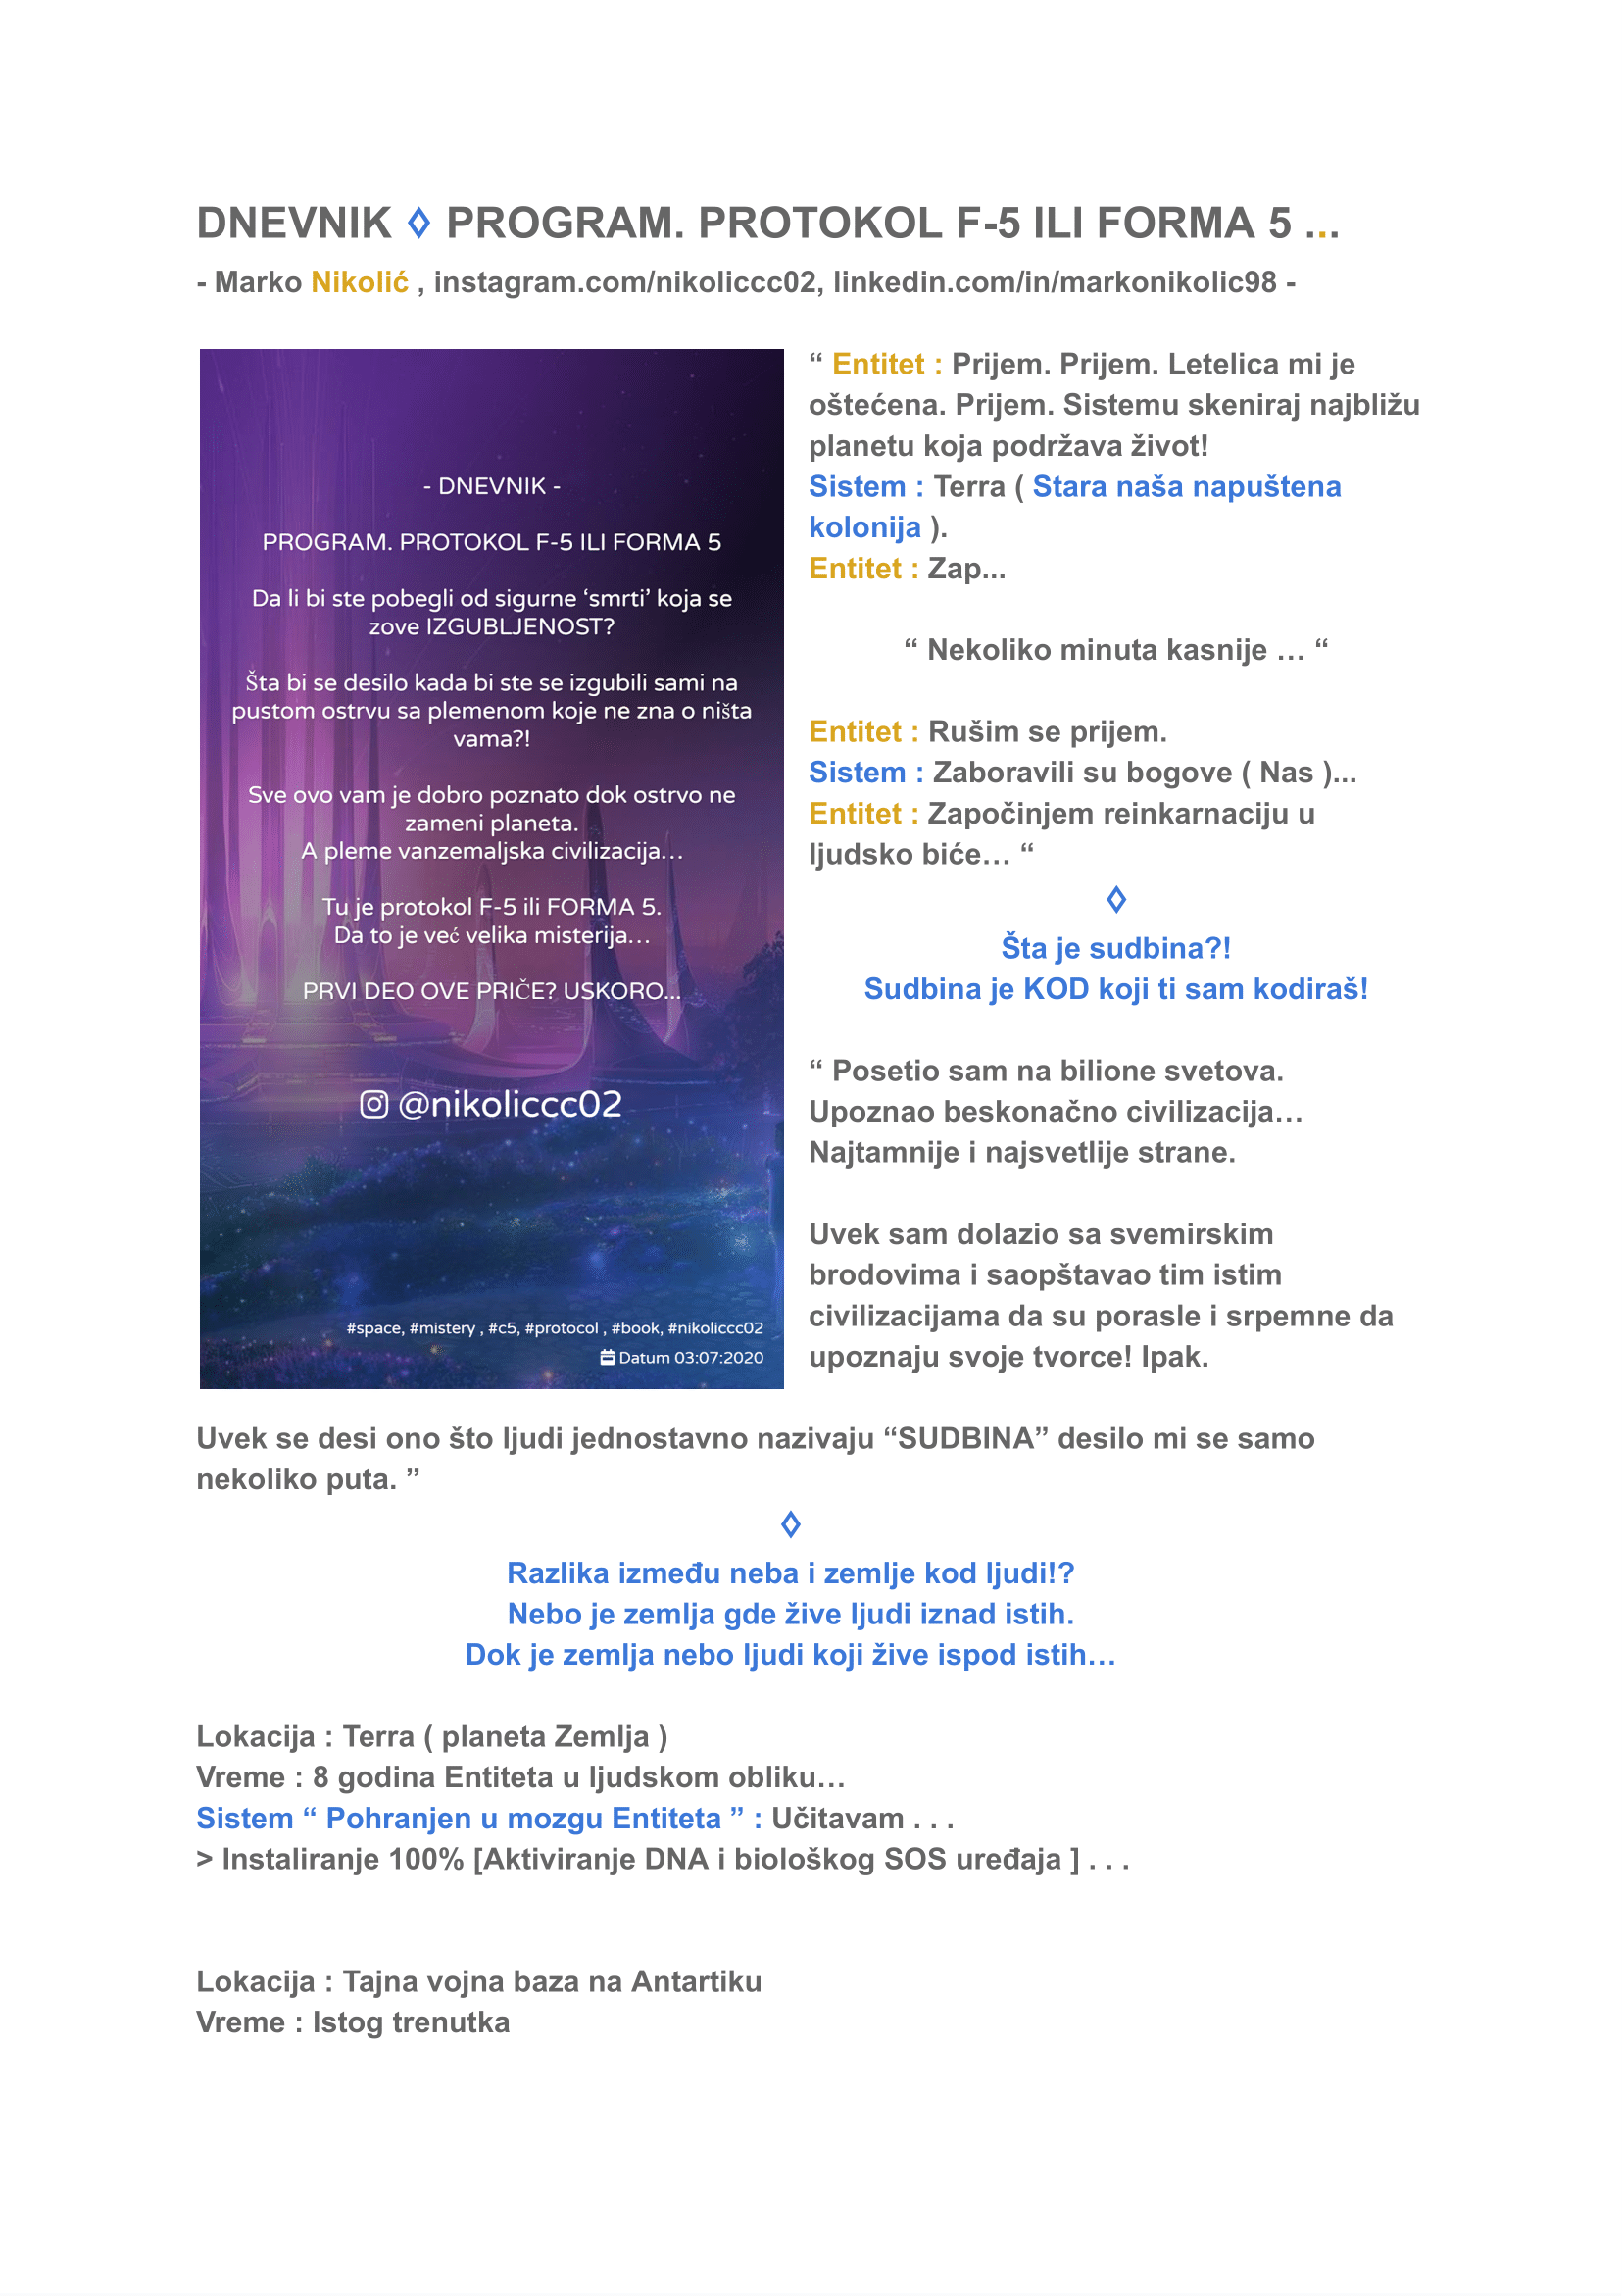 DNEVNIK ◊ PROGRAM. PROTOKOL F-5 ILI FORMA 5 ...
- Marko Nikolić , instagram.com/nikoliccc02, linkedin.com/in/markonikolic98 -
- DNEVNIK -
PROGRAM. PROTOKOL F-5 ILI FORMA 5
Da li bi ste pobegli od sigurne ‘smrti’ koja se
zove IZGUBLJENOST?
Šta bi se desilo kada bi ste se izgubili sami na
pustom ostrvu sa plemenom koje ne zna o ništa
vama?!
Sve ovo vam je dobro poznato dok ostrvo ne
zameni planeta.
A pleme vanzemaljska civilizacija...
Tu je protokol F-5 ili FORMA 5.
Da to je već velika misterija...
PRVI DEO OVE PRIČE? USKORO...
@nikoliccc02
#space, #mistery , #c5, #protocol , #book, #nikoliccc02
Datum 03:07:2020
“ Entitet : Prijem. Prijem. Letelica mi je
oštećena. Prijem. Sistemu skeniraj najbližu
planetu koja podržava život!
Sistem : Terra ( Stara naša napuštena
kolonija ).
Entitet : Zap...
“ Nekoliko minuta kasnije … “
Entitet : Rušim se prijem.
Sistem : Zaboravili su bogove ( Nas )...
Entitet : Započinjem reinkarnaciju u
ljudsko biće… “
◊
Šta je sudbina?!
Sudbina je KOD koji ti sam kodiraš!
“ Posetio sam na bilione svetova.
Upoznao beskonačno civilizacija…
Najtamnije i najsvetlije strane.
Uvek sam dolazio sa svemirskim
brodovima i saopštavao tim istim
civilizacijama da su porasle i srpemne da
upoznaju svoje tvorce! Ipak.
Uvek se desi ono što ljudi jednostavno nazivaju “SUDBINA” desilo mi se samo
nekoliko puta. ”
◊
Razlika između neba i zemlje kod ljudi!?
Nebo je zemlja gde žive ljudi iznad istih.
Dok je zemlja nebo ljudi koji žive ispod istih…
Lokacija : Terra ( planeta Zemlja )
Vreme : 8 godina Entiteta u ljudskom obliku…
Sistem “ Pohranjen u mozgu Entiteta ” : Učitavam . . .
> Instaliranje 100% [Aktiviranje DNA i biološkog SOS uređaja ] . . .
Lokacija : Tajna vojna baza na Antartiku
Vreme : Istog trenutka